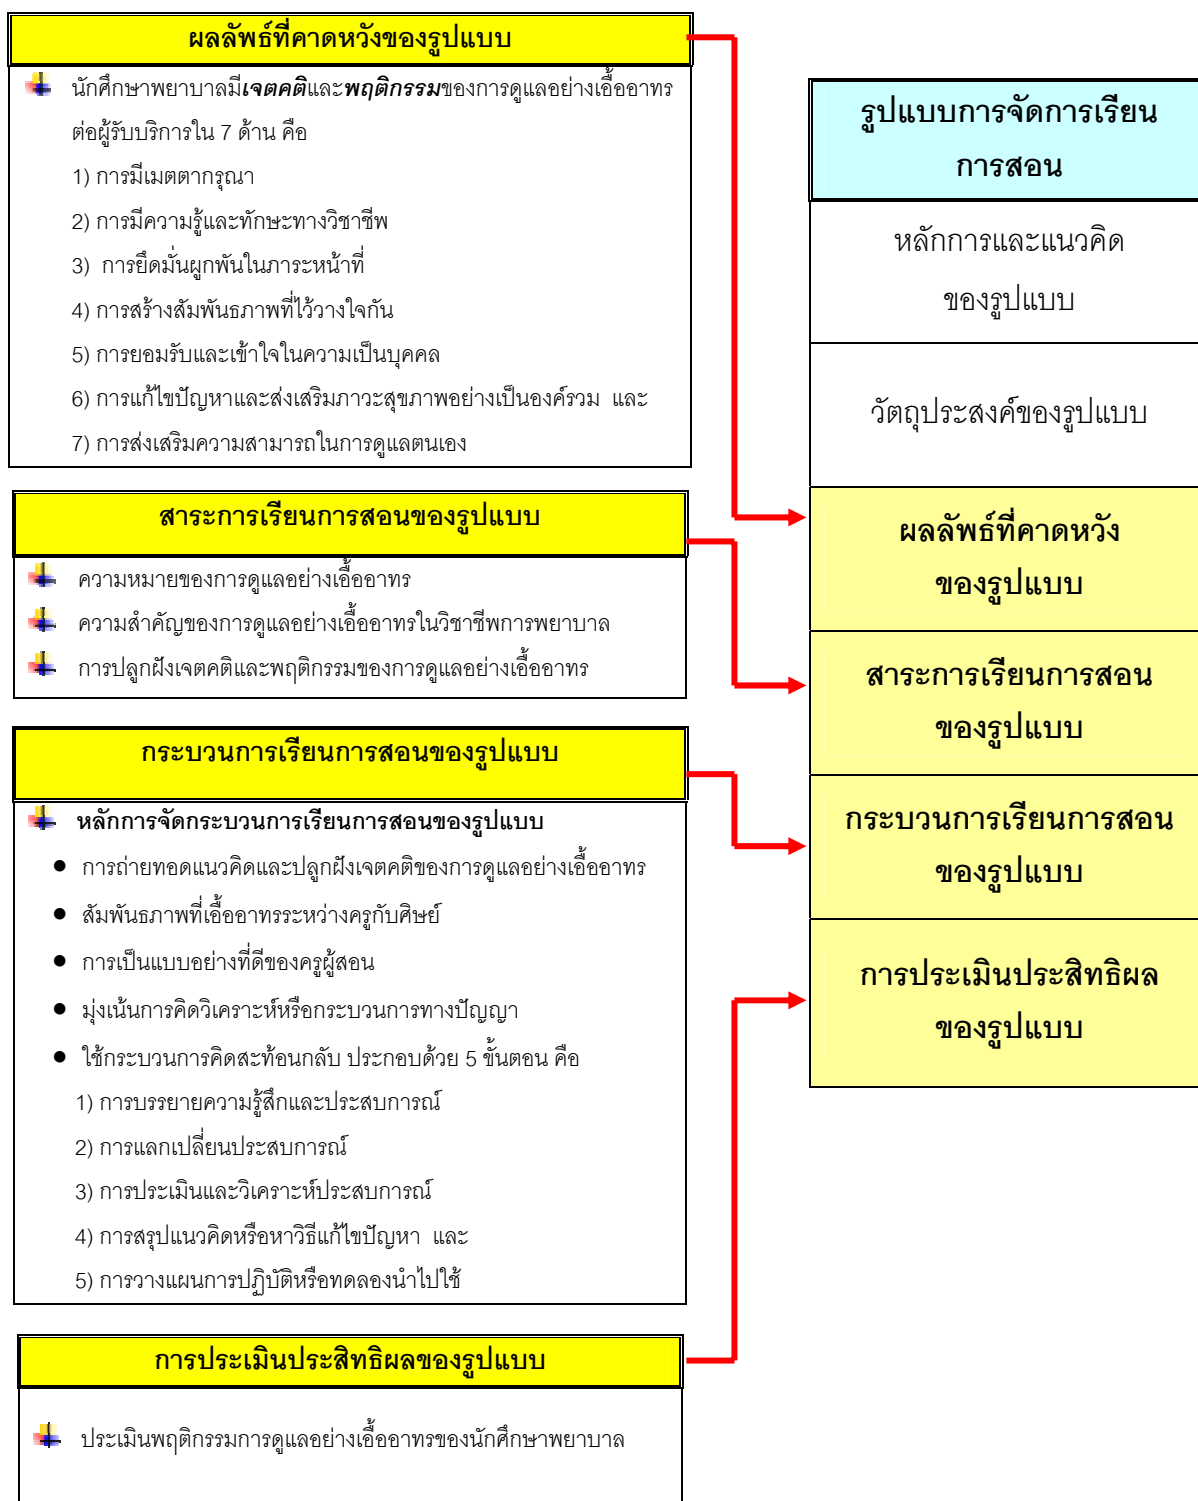 ผลลัพธ์ที่คาดหวังของรูปแบบ
นักศึกษาพยาบาลมีเจตคติและพฤติกรรมของการดูแลอย่างเอื้ออาทร
ต่อผู้รับบริการใน 7 ด้าน คือ
1) การมีเมตตากรุณา
2) การมีความรู้และทักษะทางวิชาชีพ
3) การยึดมั่นผูกพันในภาระหน้าที่
4) การสร้างสัมพันธภาพที่ไว้วางใจกัน
5) การยอมรับและเข้าใจในความเป็นบุคคล
6) การแก้ไขปัญหาและส่งเสริมภาวะสุขภาพอย่างเป็นองค์รวม และ
7) การส่งเสริมความสามารถในการดูแลตนเอง
สาระการเรียนการสอนของรูปแบบ
ความหมายของการดูแลอย่างเอื้ออาทร
ความสำคัญของการดูแลอย่างเอื้ออาทรในวิชาชีพการพยาบาล
การปลูกฝังเจตคติและพฤติกรรมของการดูแลอย่างเอื้ออาทร
กระบวนการเรียนการสอนของรูปแบบ
หลักการจัดกระบวนการเรียนการสอนของรูปแบบ
● การถ่ายทอดแนวคิดและปลูกฝังเจตคติของการดูแลอย่างเอื้ออาทร
● สัมพันธภาพที่เอื้ออาทรระหว่างครูกับศิษย์
● การเป็นแบบอย่างที่ดีของครูผู้สอน
● มุ่งเน้นการคิดวิเคราะห์หรือกระบวนการทางปัญญา
● ใช้กระบวนการคิดสะท้อนกลับ ประกอบด้วย 5 ขั้นตอน คือ
1) การบรรยายความรู้สึกและประสบการณ์
2) การแลกเปลี่ยนประสบการณ์
3) การประเมินและวิเคราะห์ประสบการณ์
4) การสรุปแนวคิดหรือหาวิธีแก้ไขปัญหา และ
5) การวางแผนการปฏิบัติหรือทดลองนำไปใช้
การประเมินประสิทธิผลของรูปแบบ
ประเมินพฤติกรรมการดูแลอย่างเอื้ออาทรของนักศึกษาพยาบาล
รูปแบบการจัดการเรียน
การสอน
หลักการและแนวคิด
ของรูปแบบ
วัตถุประสงค์ของรูปแบบ
ผลลัพธ์ที่คาดหวัง
ของรูปแบบ
สาระการเรียนการสอน
ของรูปแบบ
กระบวนการเรียนการสอน
ของรูปแบบ
การประเมินประสิทธิผล
ของรูปแบบ